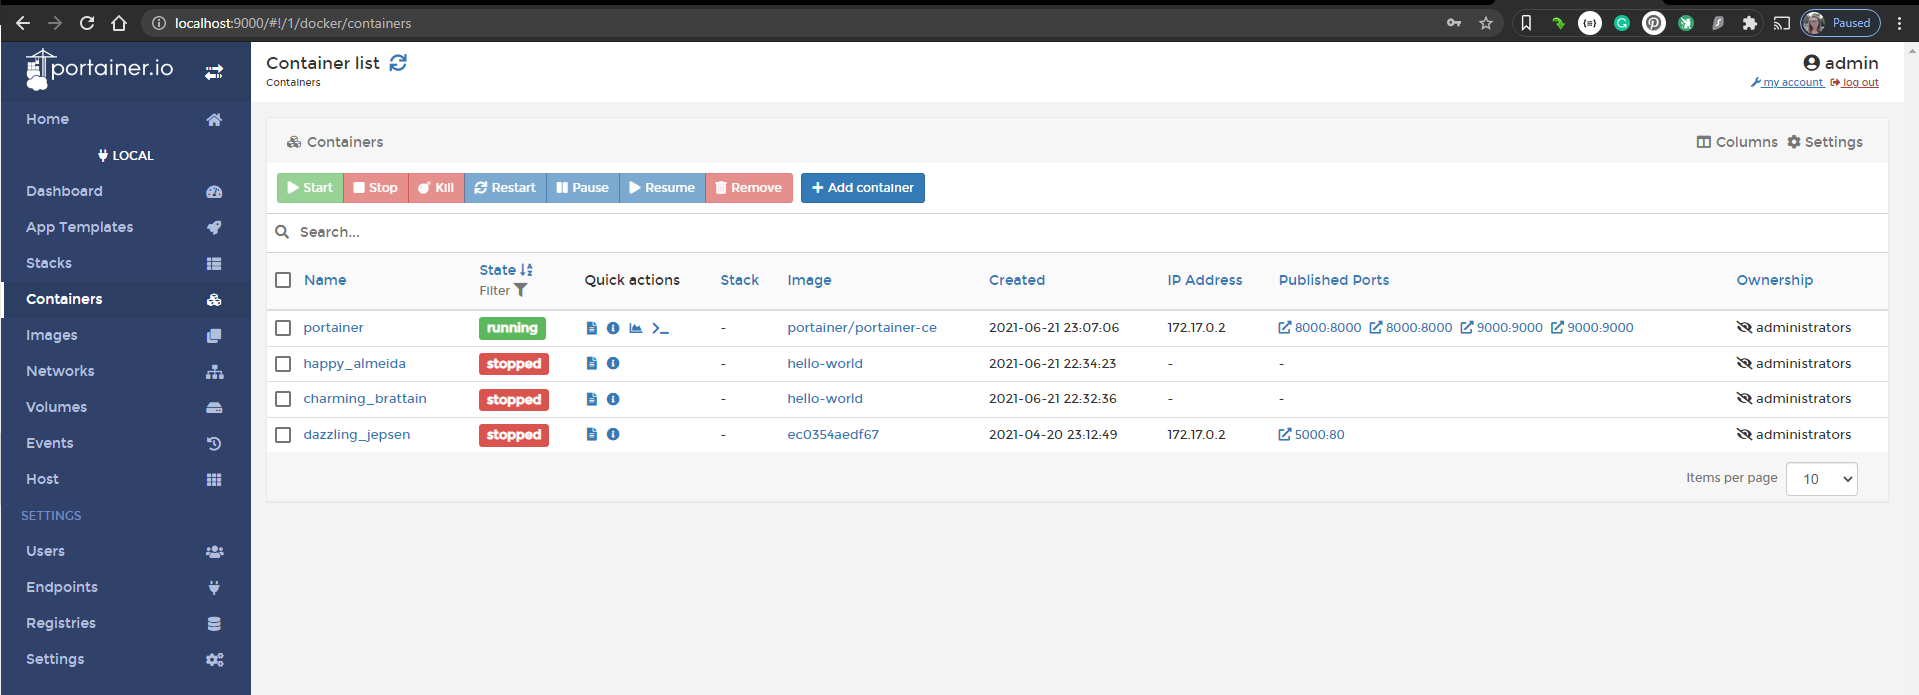 localhost:9000/#!/1/docker/containers
Paused
portainer.io
Container list
Containers
admin
my account log out
Home
LOCAL
Dashboard
App Templates
Stacks
Containers
Images
Networks
Volumes
Events
Host
SETTINGS
Users
Endpoints
Registries
Settings
Containers
Columns Settings
Start Stop Kill Restart Pause Resume Remove + Add container
Search...
Name State Filter Quick actions Stack Image Created IP Address Published Ports Ownership
portainer running - portainer/portainer-ce 2021-06-21 23:07:06 172.17.0.2 8000:8000 8000:8000 9000:9000 9000:9000 administrators
happy_almeida stopped - hello-world 2021-06-21 22:34:23 - - administrators
charming_brattain stopped - hello-world 2021-06-21 22:32:36 - - administrators
dazzling_jepsen stopped - ec0354aedf67 2021-04-20 23:12:49 172.17.0.2 5000:80 administrators
Items per page 10